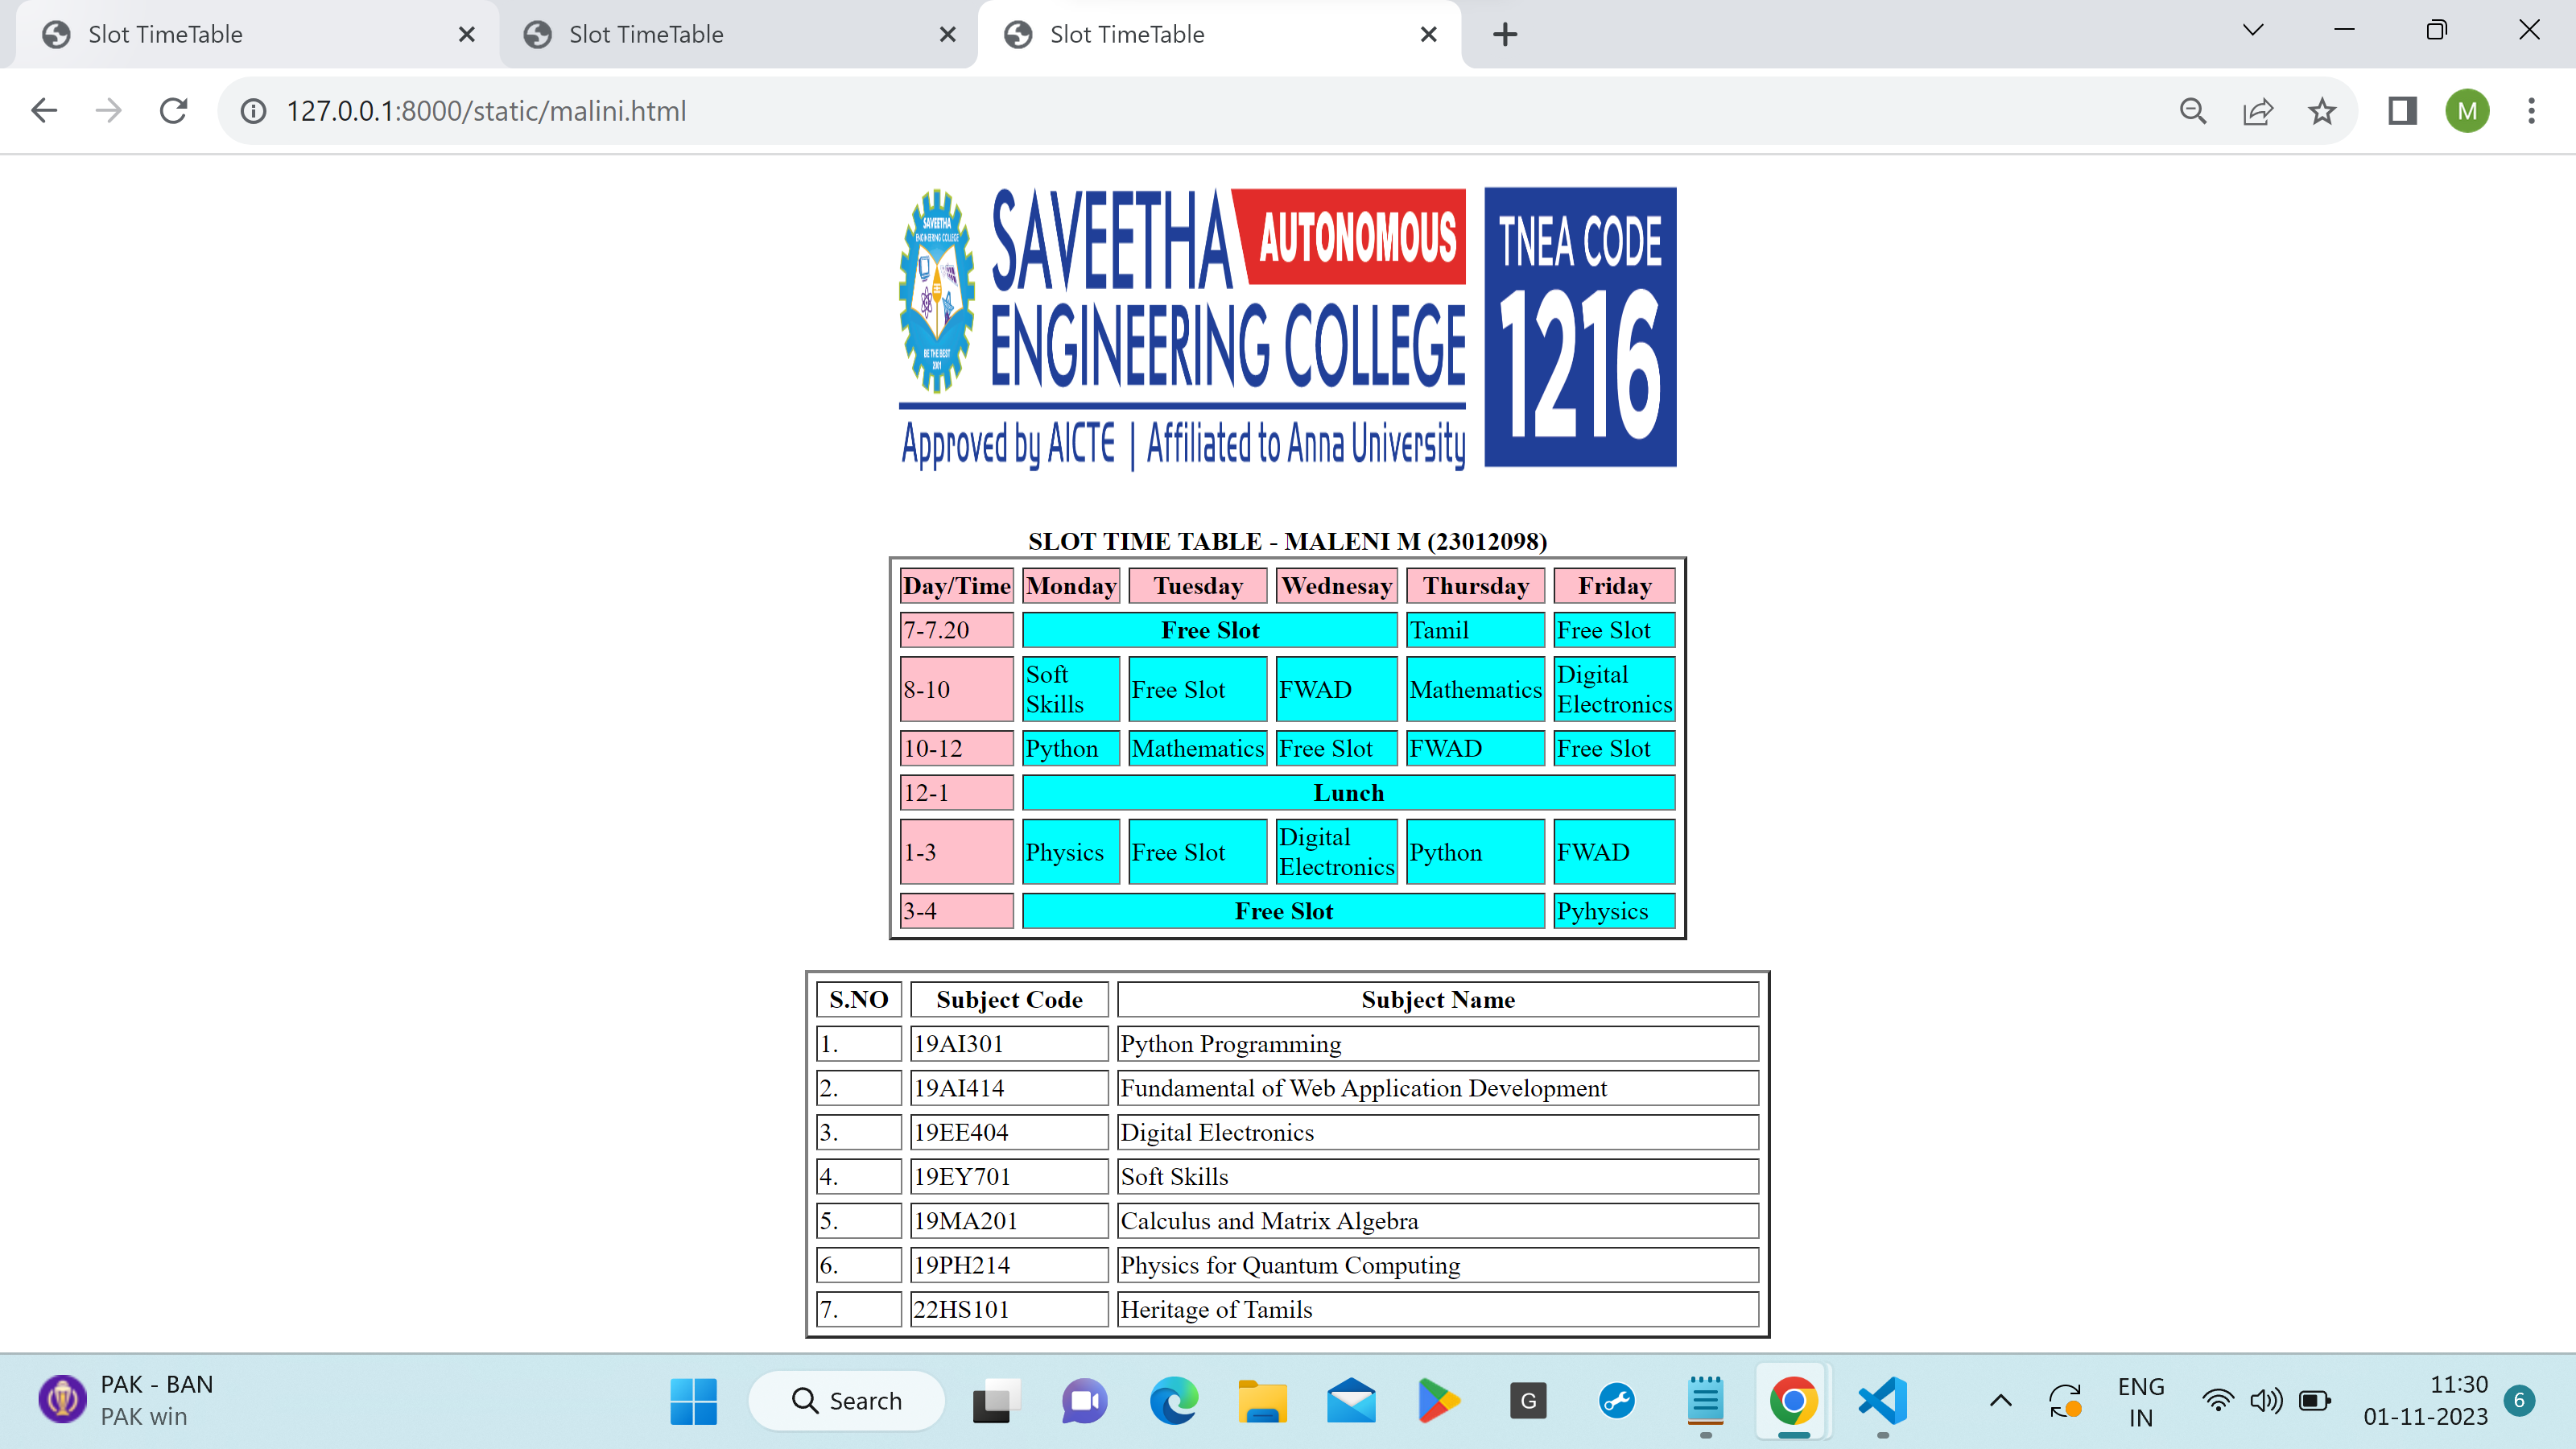 Slot TimeTable Slot TimeTable Slot TimeTable
127.0.0.1:8000/static/malini.html
M
SAVEETHA
ENGINEERING COLLEGE
BE THE BEST
2001
SAVEETHA AUTONOMOUS
ENGINEERING COLLEGE
Approved by AICTE | Affiliated to Anna University
TNEA CODE
1216
SLOT TIME TABLE - MALENI M (23012098)
Day/Time Monday Tuesday Wednesay Thursday Friday
7-7.20 Free Slot Tamil Free Slot
8-10 Soft Skills Free Slot FWAD Mathematics Digital Electronics
10-12 Python Mathematics Free Slot FWAD Free Slot
12-1 Lunch
1-3 Physics Free Slot Digital Electronics Python FWAD
3-4 Free Slot Pyhysics
S.NO Subject Code Subject Name
1. 19AI301 Python Programming
2. 19AI414 Fundamental of Web Application Development
3. 19EE404 Digital Electronics
4. 19EY701 Soft Skills
5. 19MA201 Calculus and Matrix Algebra
6. 19PH214 Physics for Quantum Computing
7. 22HS101 Heritage of Tamils
PAK - BAN
PAK win
Search
G
ENG
IN
11:30
01-11-2023
6